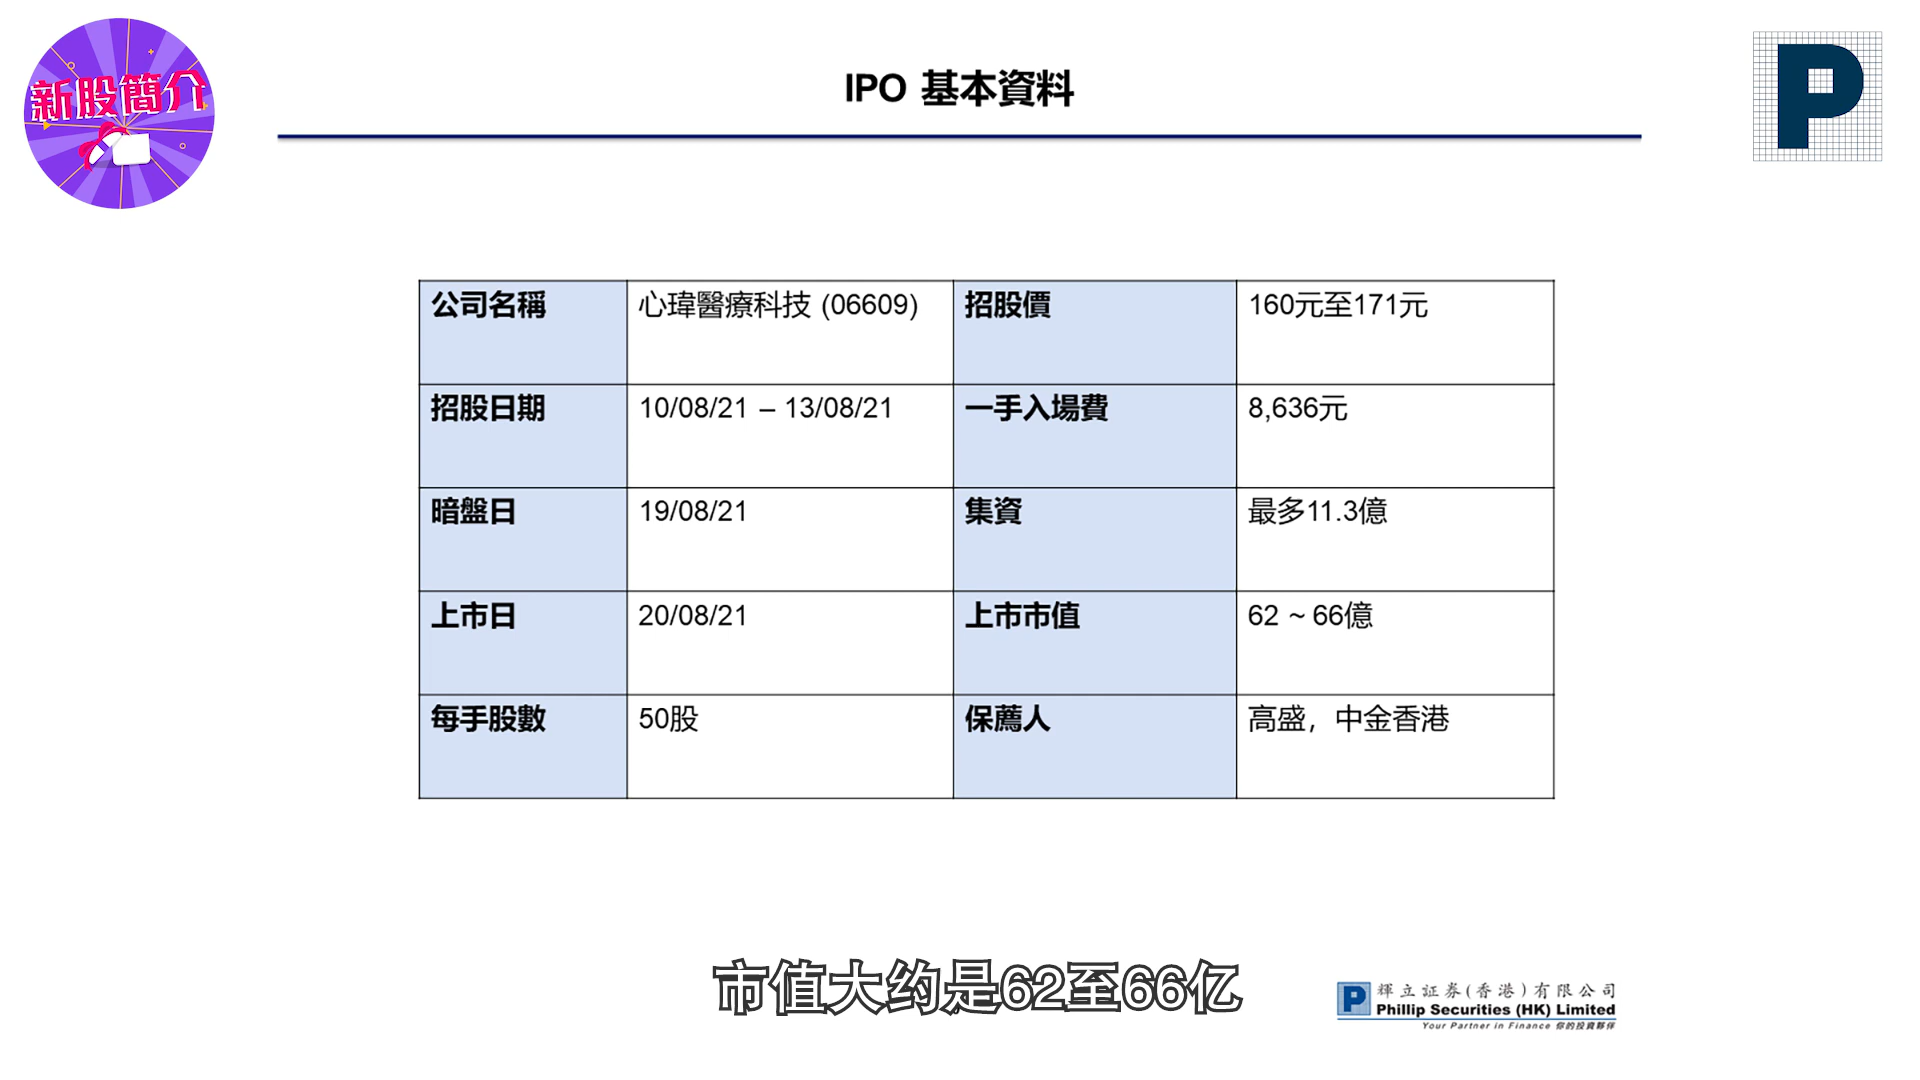 新股簡介
IPO 基本資料
P
公司名稱 心瑋醫療科技 (06609) 招股價 160元至171元
招股日期 10/08/21 – 13/08/21 一手入場費 8,636元
暗盤日 19/08/21 集資 最多11.3億
上市日 20/08/21 上市市值 62 ~ 66億
每手股數 50股 保薦人 高盛，中金香港
市值大约是62至66亿
P 輝立証券(香港)有限公司
Phillip Securities (HK) Limited
Your Partner in Finance 你的投資夥伴